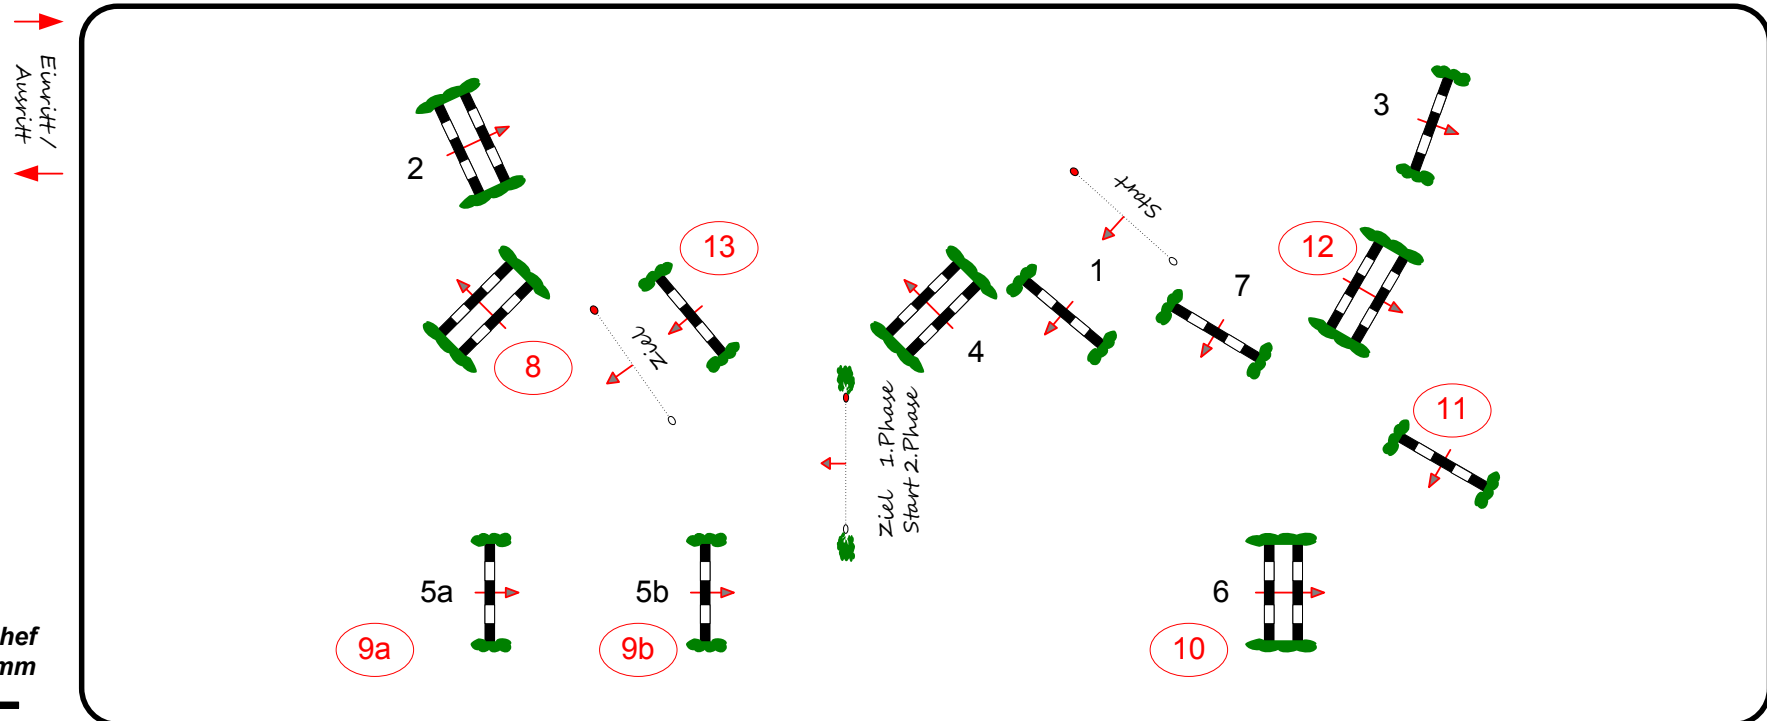 Einritt /
Ausritt
3
2
13
12
Start
1
7
Ziel
4
8
11
Ziel 1.Phase
Start 2.Phase
5a
5b
6
9a
9b
10
hef
mm